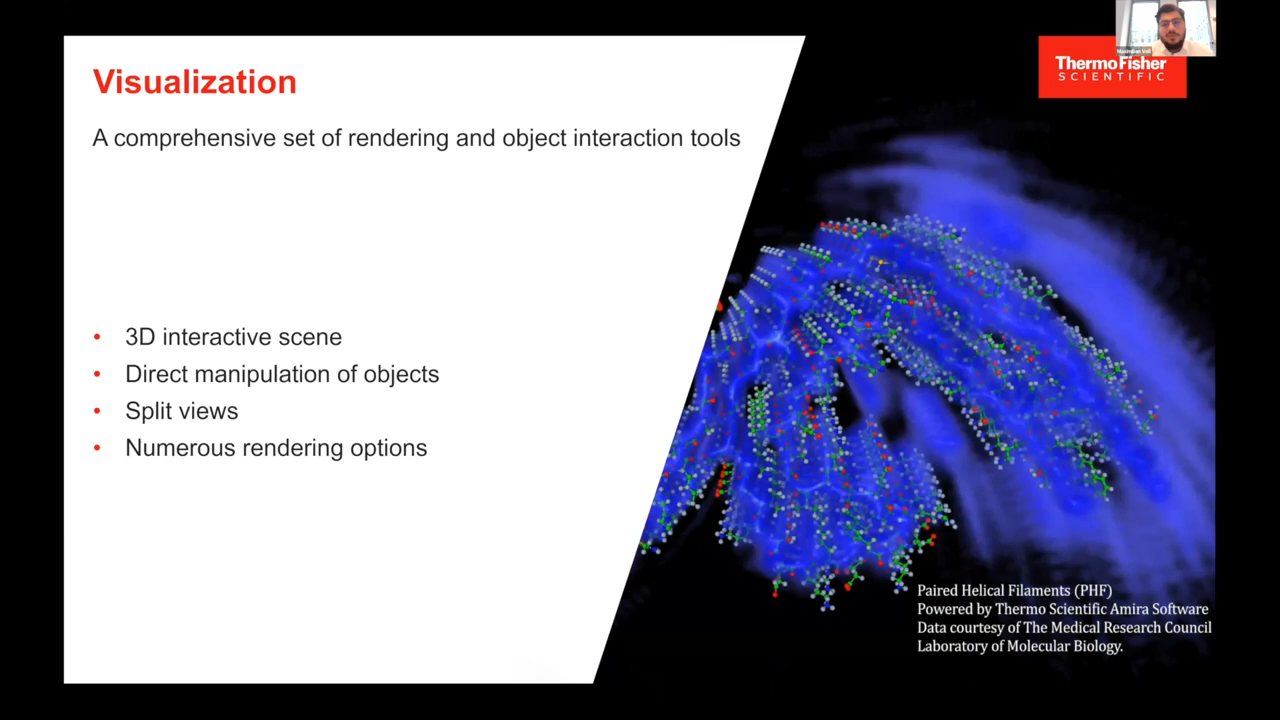 Visualization
A comprehensive set of rendering and object interaction tools
• 3D interactive scene
• Direct manipulation of objects
• Split views
• Numerous rendering options
ThermoFisher
SCIENTIFIC
Paired Helical Filaments (PHF)
Powered by Thermo Scientific Amira Software
Data courtesy of The Medical Research Council
Laboratory of Molecular Biology.